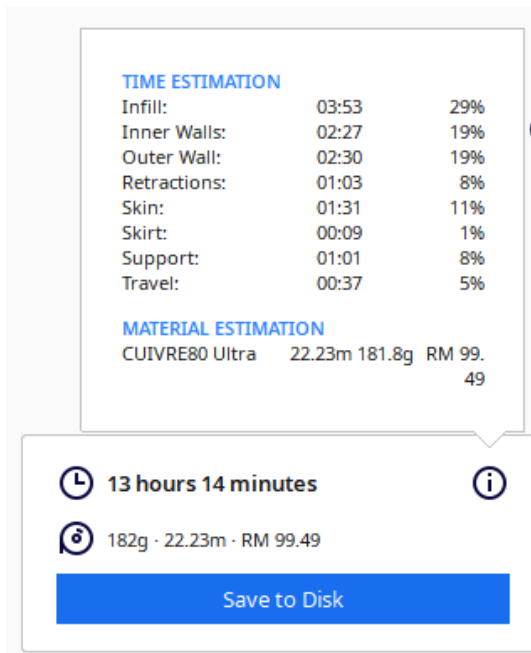 TIME ESTIMATION
Infill: 03:53 29%
Inner Walls: 02:27 19%
Outer Wall: 02:30 19%
Retractions: 01:03 8%
Skin: 01:31 11%
Skirt: 00:09 1%
Support: 01:01 8%
Travel: 00:37 5%
MATERIAL ESTIMATION
CUIVRE80 Ultra 22.23m 181.8g RM 99.
49
13 hours 14 minutes
182g · 22.23m · RM 99.49
Save to Disk